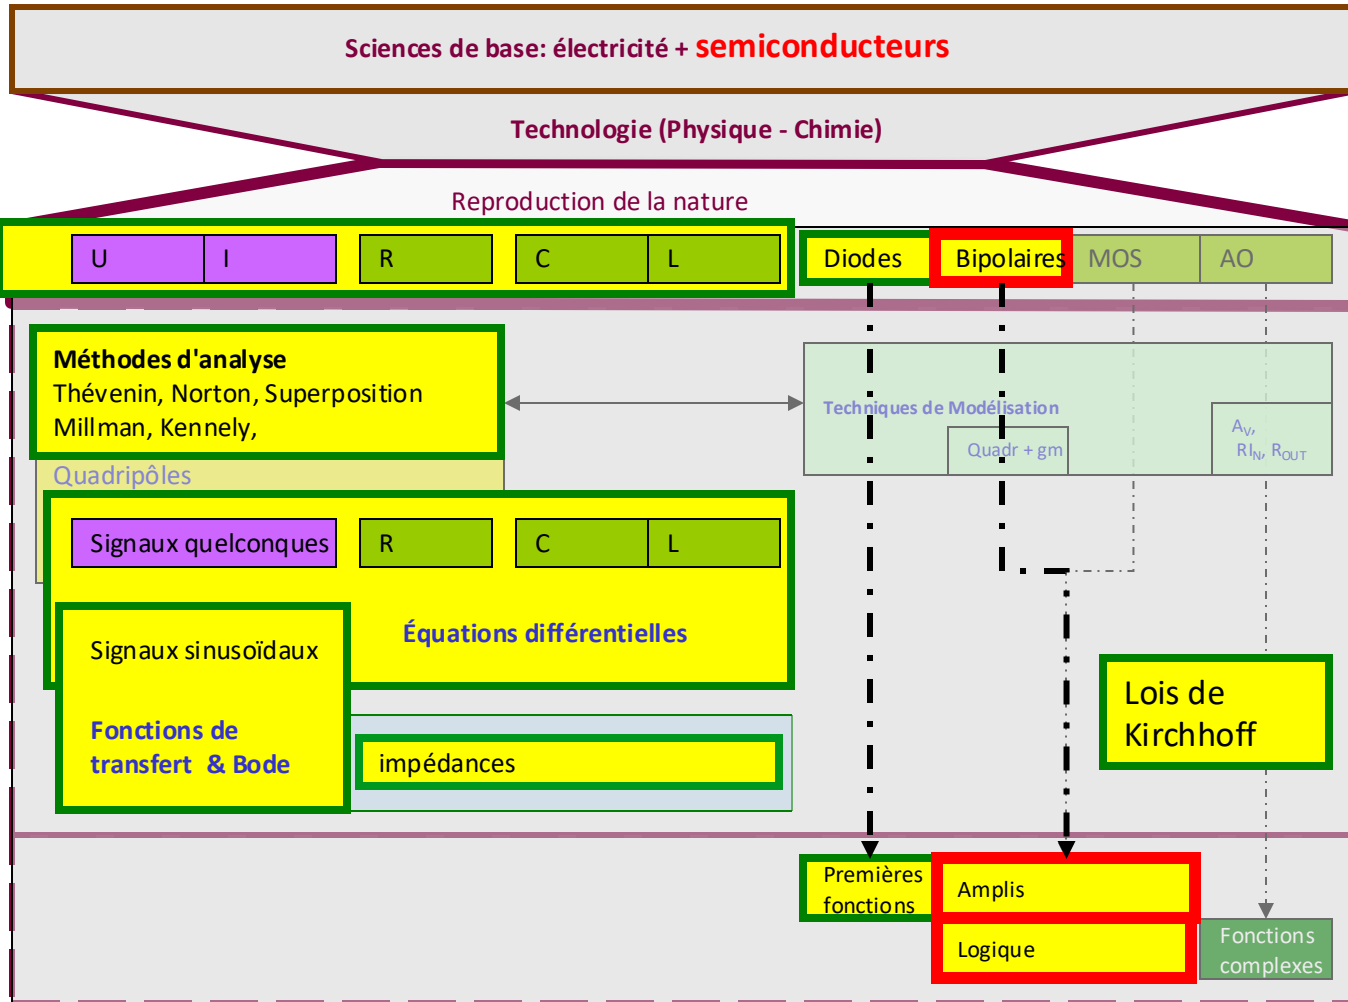 Sciences de base: électricité + semiconducteurs
Technologie (Physique - Chimie)
Reproduction de la nature
U I R C L Diodes Bipolaires MOS AO
Méthodes d'analyse
Thévenin, Norton, Superposition
Millman, Kennely,
Techniques de Modélisation
Quadr + gm
AV,
RIN, ROUT
Quadripôles
Signaux quelconques R C L
Équations différentielles
Signaux sinusoïdaux
Fonctions de
transfert & Bode
impédances
Lois de
Kirchhoff
Premières
fonctions
Amplis
Logique
Fonctions
complexes